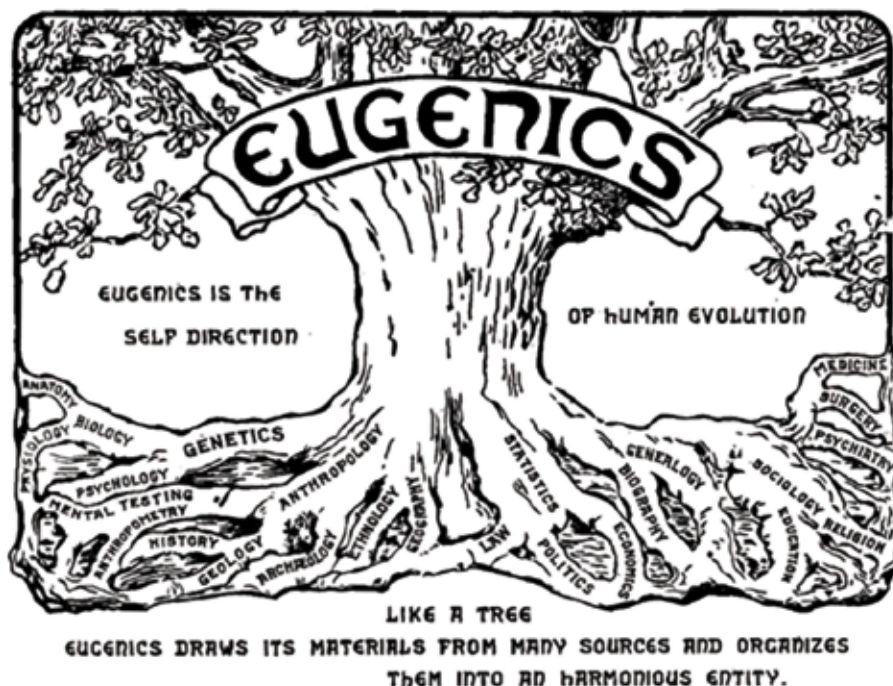 EUGENICS
EUGENICS IS THE
SELF DIRECTION
OF HUMAN EVOLUTION
ANATOMY
BIOLOGY
PHYSIOLOGY
GENETICS
PSYCHOLOGY
MENTAL TESTING
ANTHROPOMETRY
HISTORY
GEOLOGY
ANTHROPOLOGY
ARCHÆOLOGY
ETHNOLOGY
GEOGRAPHY
LAW
STATISTICS
POLITICS
ECONOMICS
BIOGRAPHY
GENEALOGY
SOCIOLOGY
EDUCATION
RELIGION
PSYCHIATRY
SURGERY
MEDICINE
LIKE A TREE
EUGENICS DRAWS ITS MATERIALS FROM MANY SOURCES AND ORGANIZES
THEM INTO AN HARMONIOUS ENTITY.